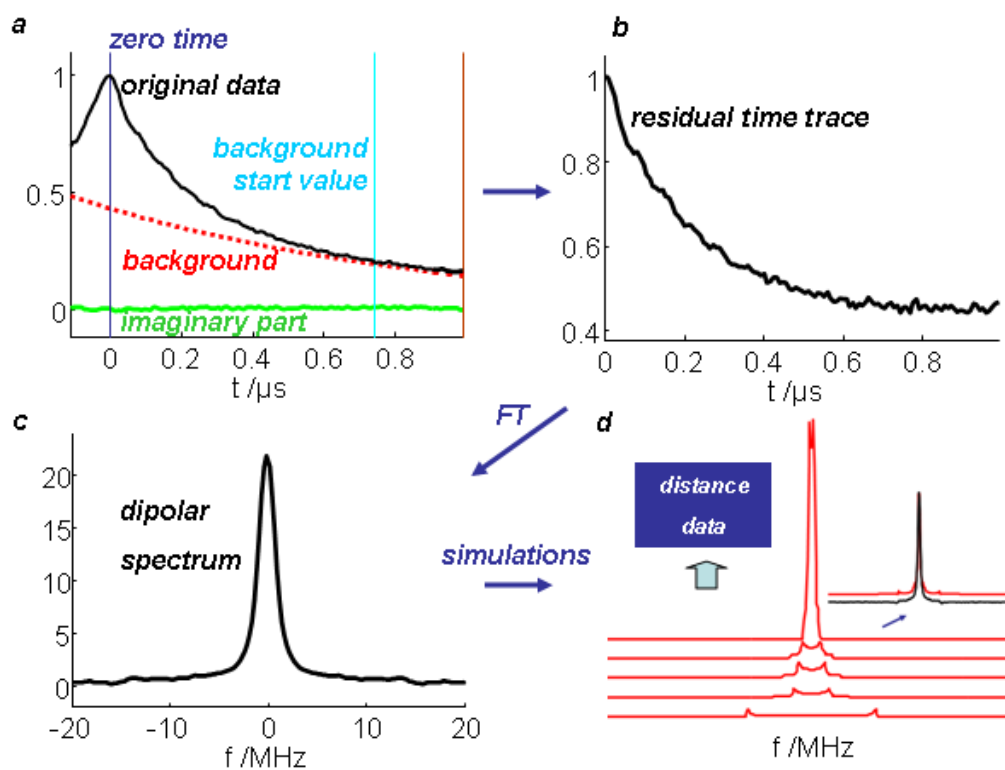 a
zero time
original data
background
start value
background
imaginary part
1
0.5
0
0 0.2 0.4 0.6 0.8
t /µs
b
residual time trace
1
0.8
0.6
0.4
0 0.2 0.4 0.6 0.8
t /µs
FT
c
dipolar
spectrum
20
15
10
5
0
-20 -10 0 10 20
f /MHz
simulations
d
distance
data
f /MHz